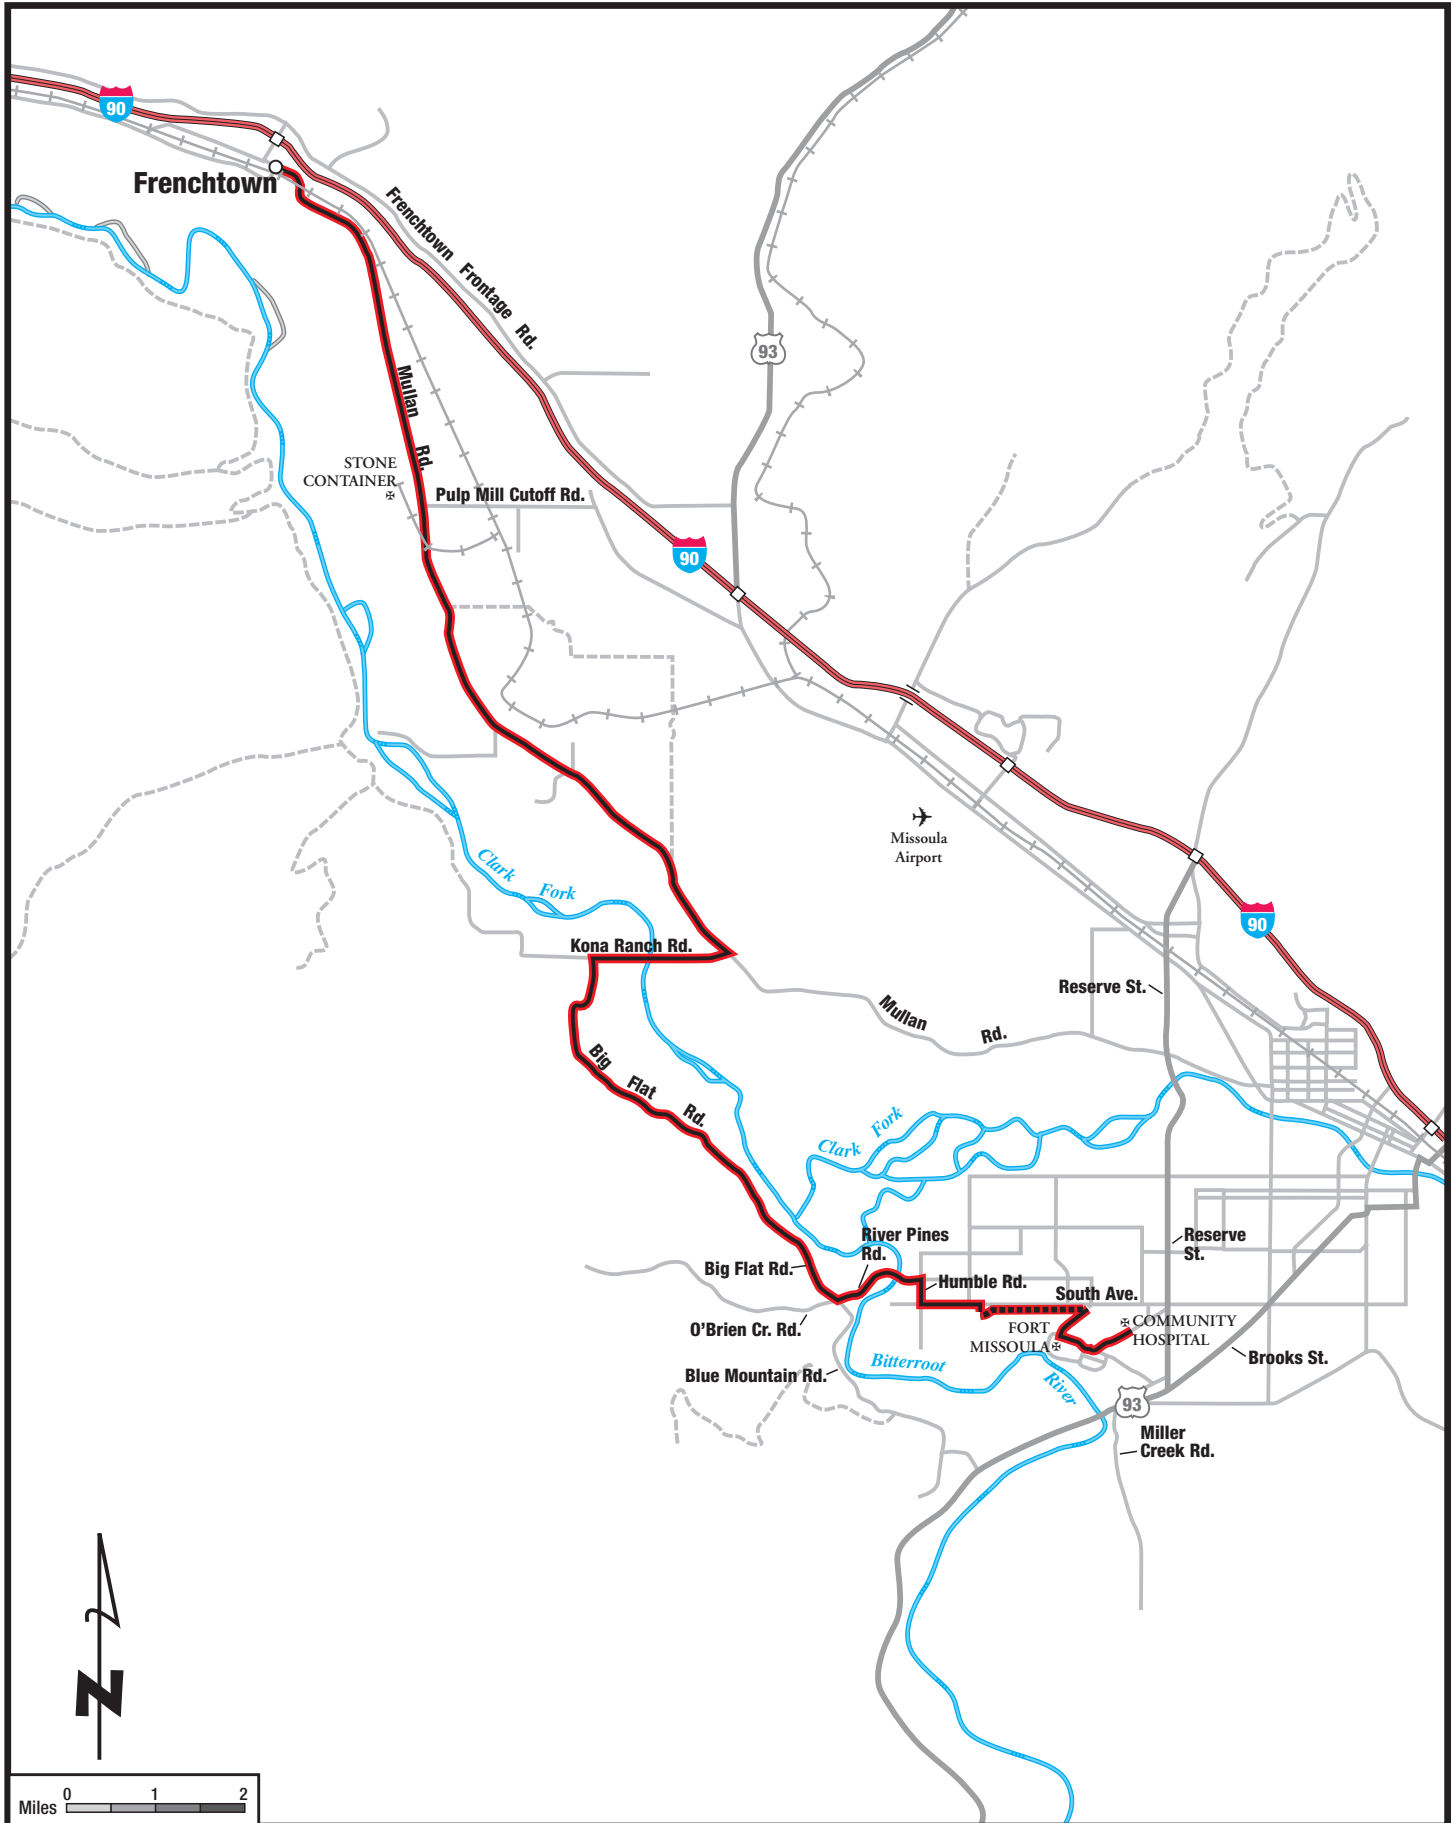 90
Frenchtown
Frenchtown Frontage Rd.
93
Mullan Rd.
STONE
CONTAINER
Pulp Mill Cutoff Rd.
90
Missoula
Airport
Clark Fork
90
Kona Ranch Rd.
Reserve St.
Mullan Rd.
Big Flat Rd.
Clark Fork
River Pines
Rd.
Reserve
St.
Big Flat Rd.
Humble Rd.
South Ave.
O'Brien Cr. Rd.
FORT
MISSOULA
COMMUNITY
HOSPITAL
Brooks St.
Blue Mountain Rd.
Bitterroot River
93
Miller
Creek Rd.
N
Miles 0 1 2